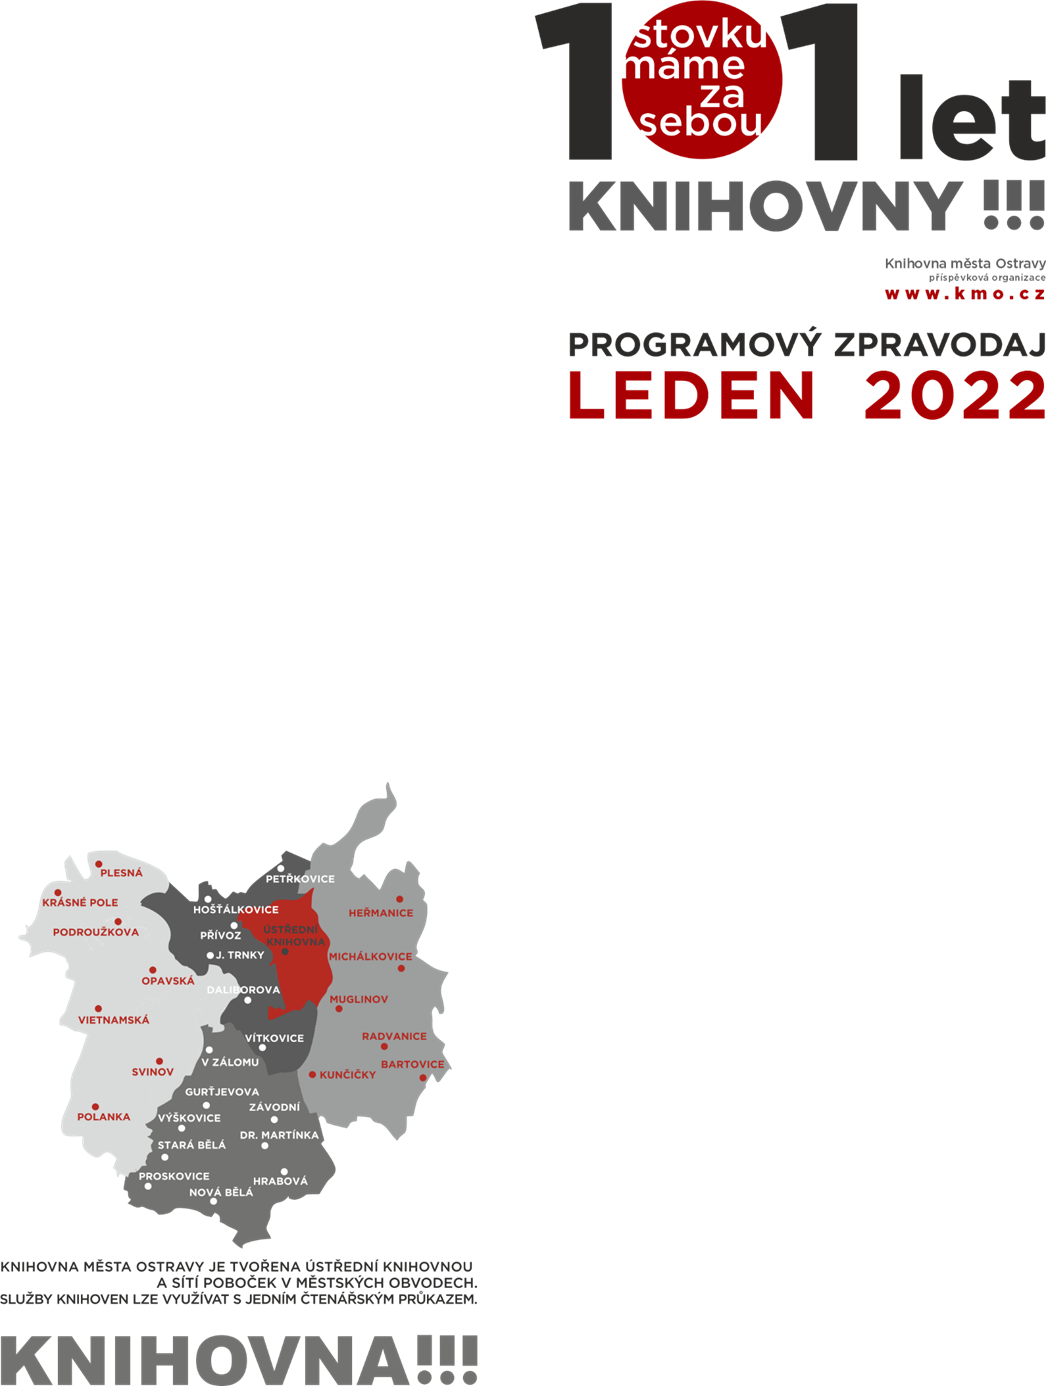 101 let
stovku
máme
za
sebou
KNIHOVNY !!!
Knihovna města Ostravy
příspěvková organizace
www.kmo.cz
PROGRAMOVÝ ZPRAVODAJ
LEDEN 2022
PLESNÁ
PETŘKOVICE
KRÁSNÉ POLE
HOŠŤÁLKOVICE
HEŘMANICE
PODROUŽKOVA
PŘÍVOZ
ÚSTŘEDNÍ
KNIHOVNA
J. TRNKY
MICHÁLKOVICE
OPAVSKÁ
DALIBOROVA
MUGLINOV
VIETNAMSKÁ
VÍTKOVICE
RADVANICE
V ZÁLOMU
BARTOVICE
SVINOV
KUNČIČKY
GURŤJEVOVA
ZÁVODNÍ
POLANKA
VÝŠKOVICE
DR. MARTÍNKA
STARÁ BĚLÁ
PROSKOVICE
HRABOVÁ
NOVÁ BĚLÁ
KNIHOVNA MĚSTA OSTRAVY JE TVOŘENA ÚSTŘEDNÍ KNIHOVNOU
A SÍTÍ POBOČEK V MĚSTSKÝCH OBVODECH.
SLUŽBY KNIHOVEN LZE VYUŽÍVAT S JEDNÍM ČTENÁŘSKÝM PRŮKAZEM.
KNIHOVNA!!!